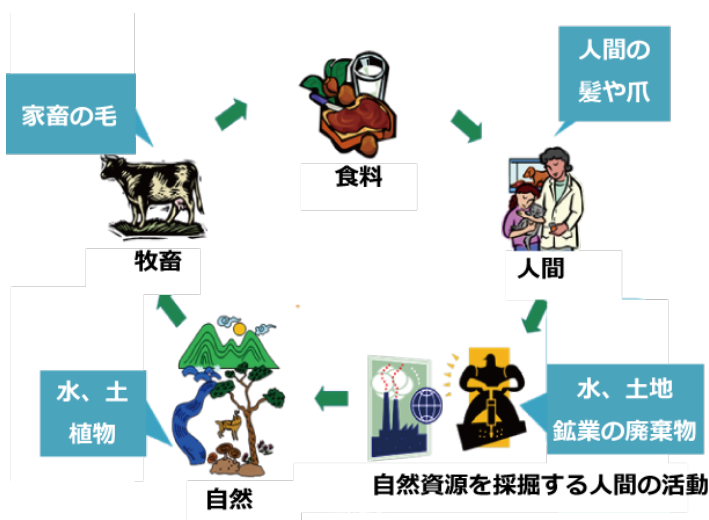 人間の
髪や爪
家畜の毛
食料
牧畜
人間
水、土
植物
水、土地
鉱業の廃棄物
自然資源を採掘する人間の活動
自然